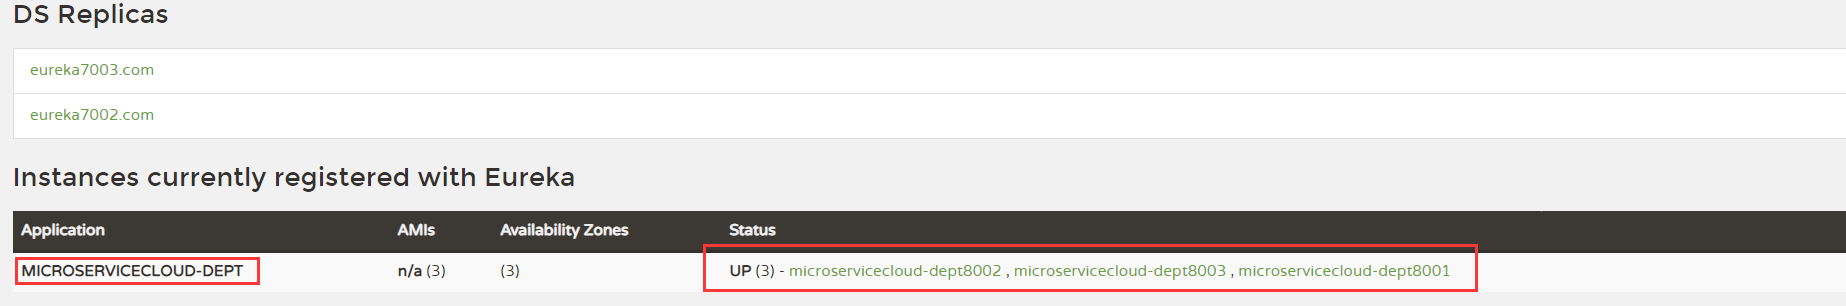 DS Replicas
eureka7003.com
eureka7002.com
Instances currently registered with Eureka
Application AMIs Availability Zones Status
MICROSERVICECLOUD-DEPT n/a (3) (3) UP (3) - microservicecloud-dept8002 , microservicecloud-dept8003 , microservicecloud-dept8001